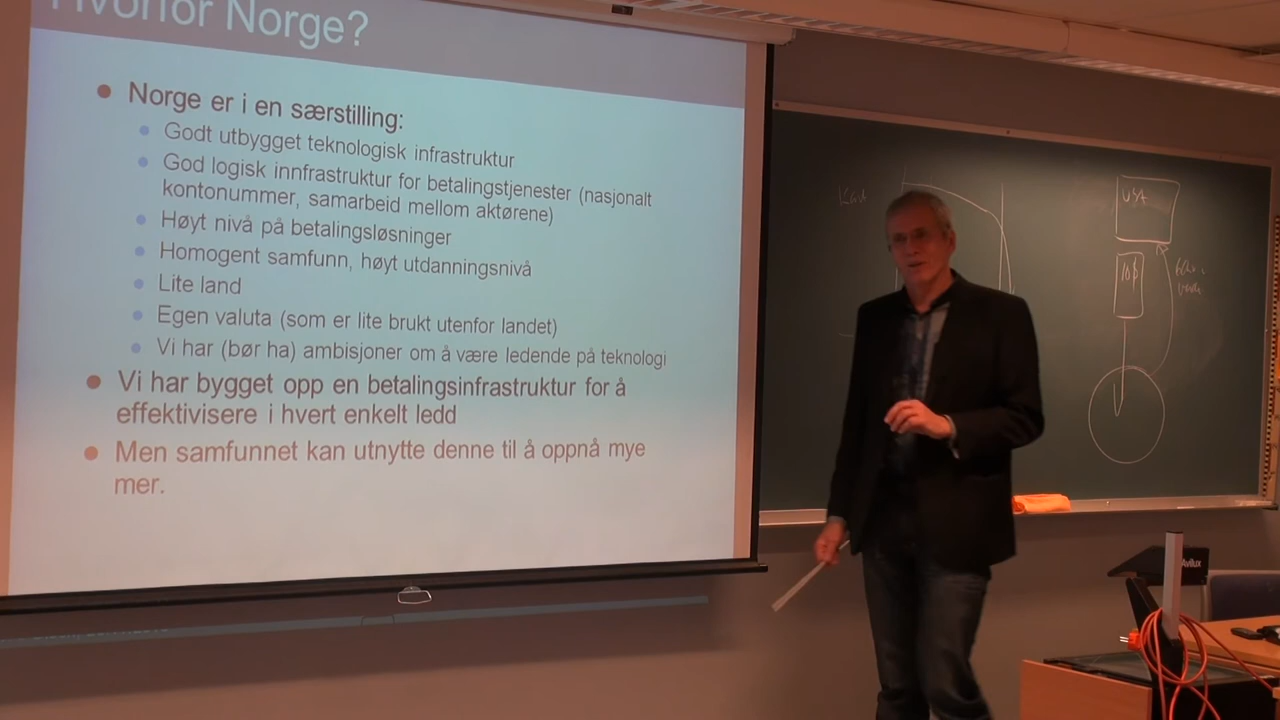 Hvorfor Norge?
Norge er i en særstilling:
Godt utbygget teknologisk infrastruktur
God logisk innfrastruktur for betalingstjenester (nasjonalt
kontonummer, samarbeid mellom aktørene)
Høyt nivå på betalingsløsninger
Homogent samfunn, høyt utdanningsnivå
Lite land
Egen valuta (som er lite brukt utenfor landet)
Vi har (bør ha) ambisjoner om å være ledende på teknologi
Vi har bygget opp en betalingsinfrastruktur for å
effektivisere i hvert enkelt ledd
Men samfunnet kan utnytte denne til å oppnå mye
mer.
USA
Avilux